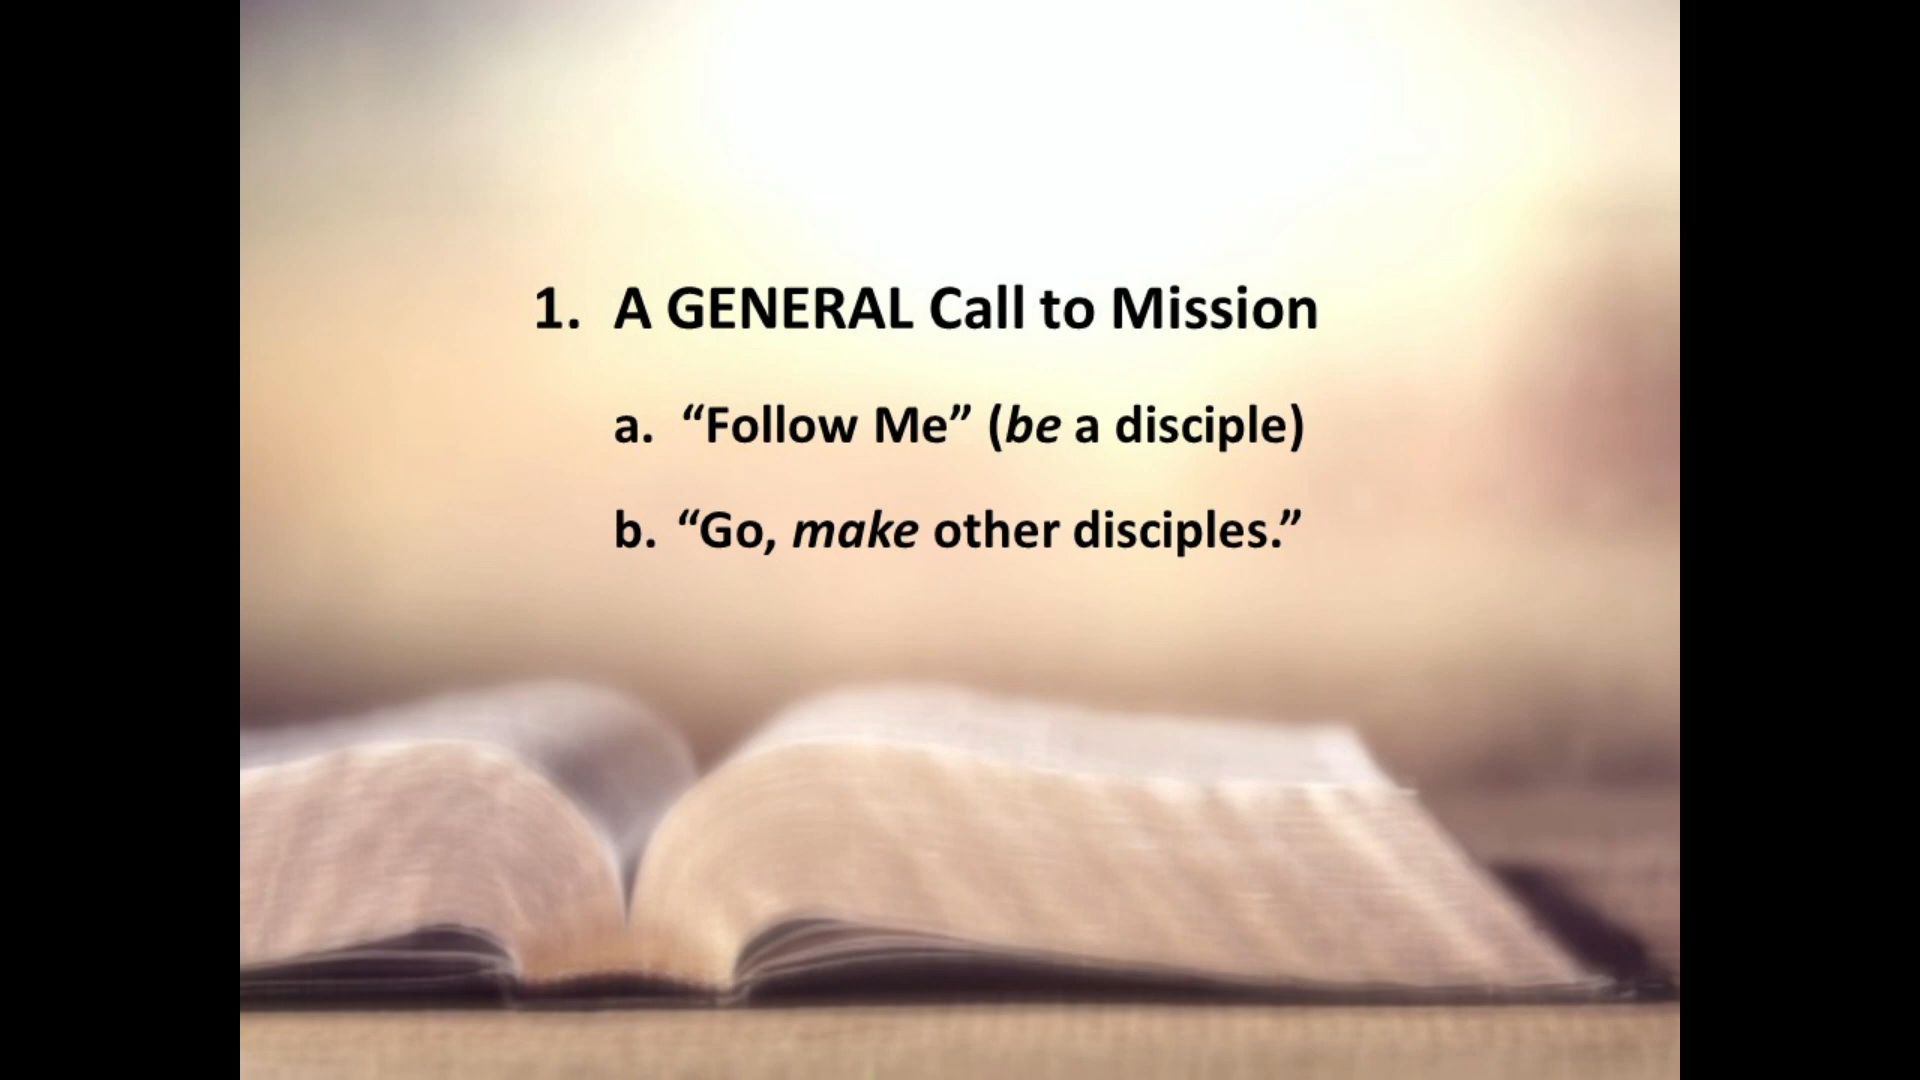 1. A GENERAL Call to Mission
a. “Follow Me” (be a disciple)
b. “Go, make other disciples.”